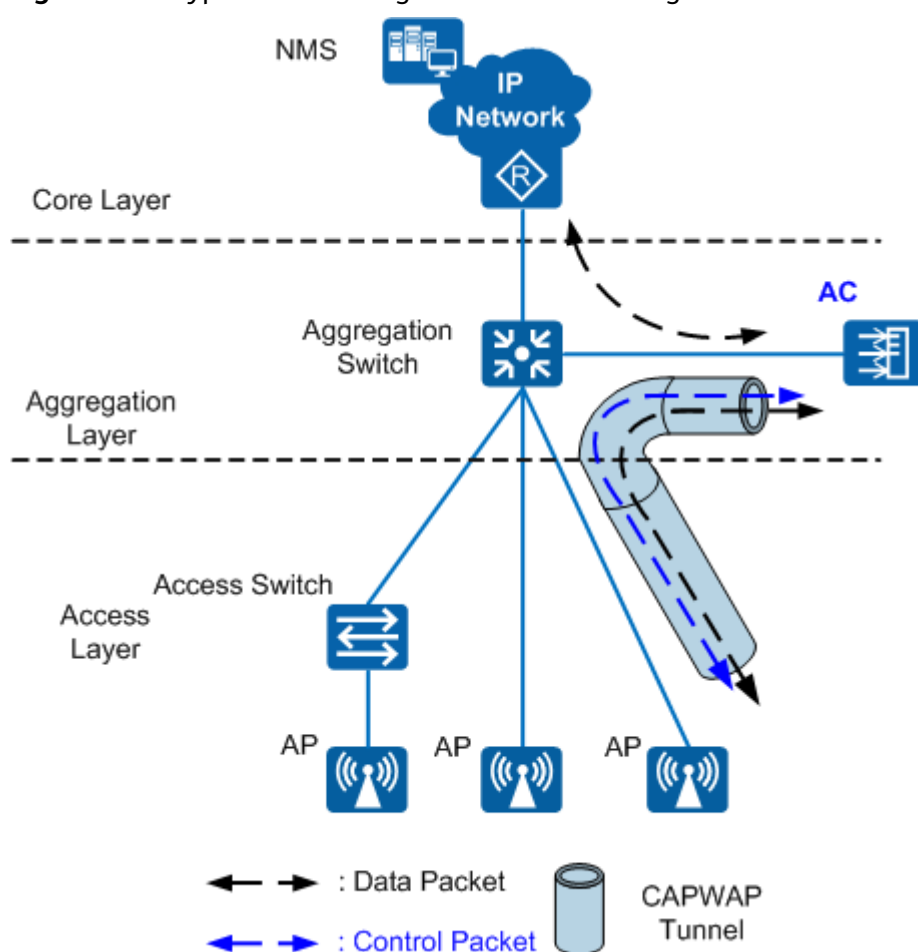 NMS
IP
Network
R
Core Layer
AC
Aggregation
Switch
Aggregation
Layer
Access Switch
Access
Layer
AP
AP
AP
: Data Packet
CAPWAP
Tunnel
: Control Packet